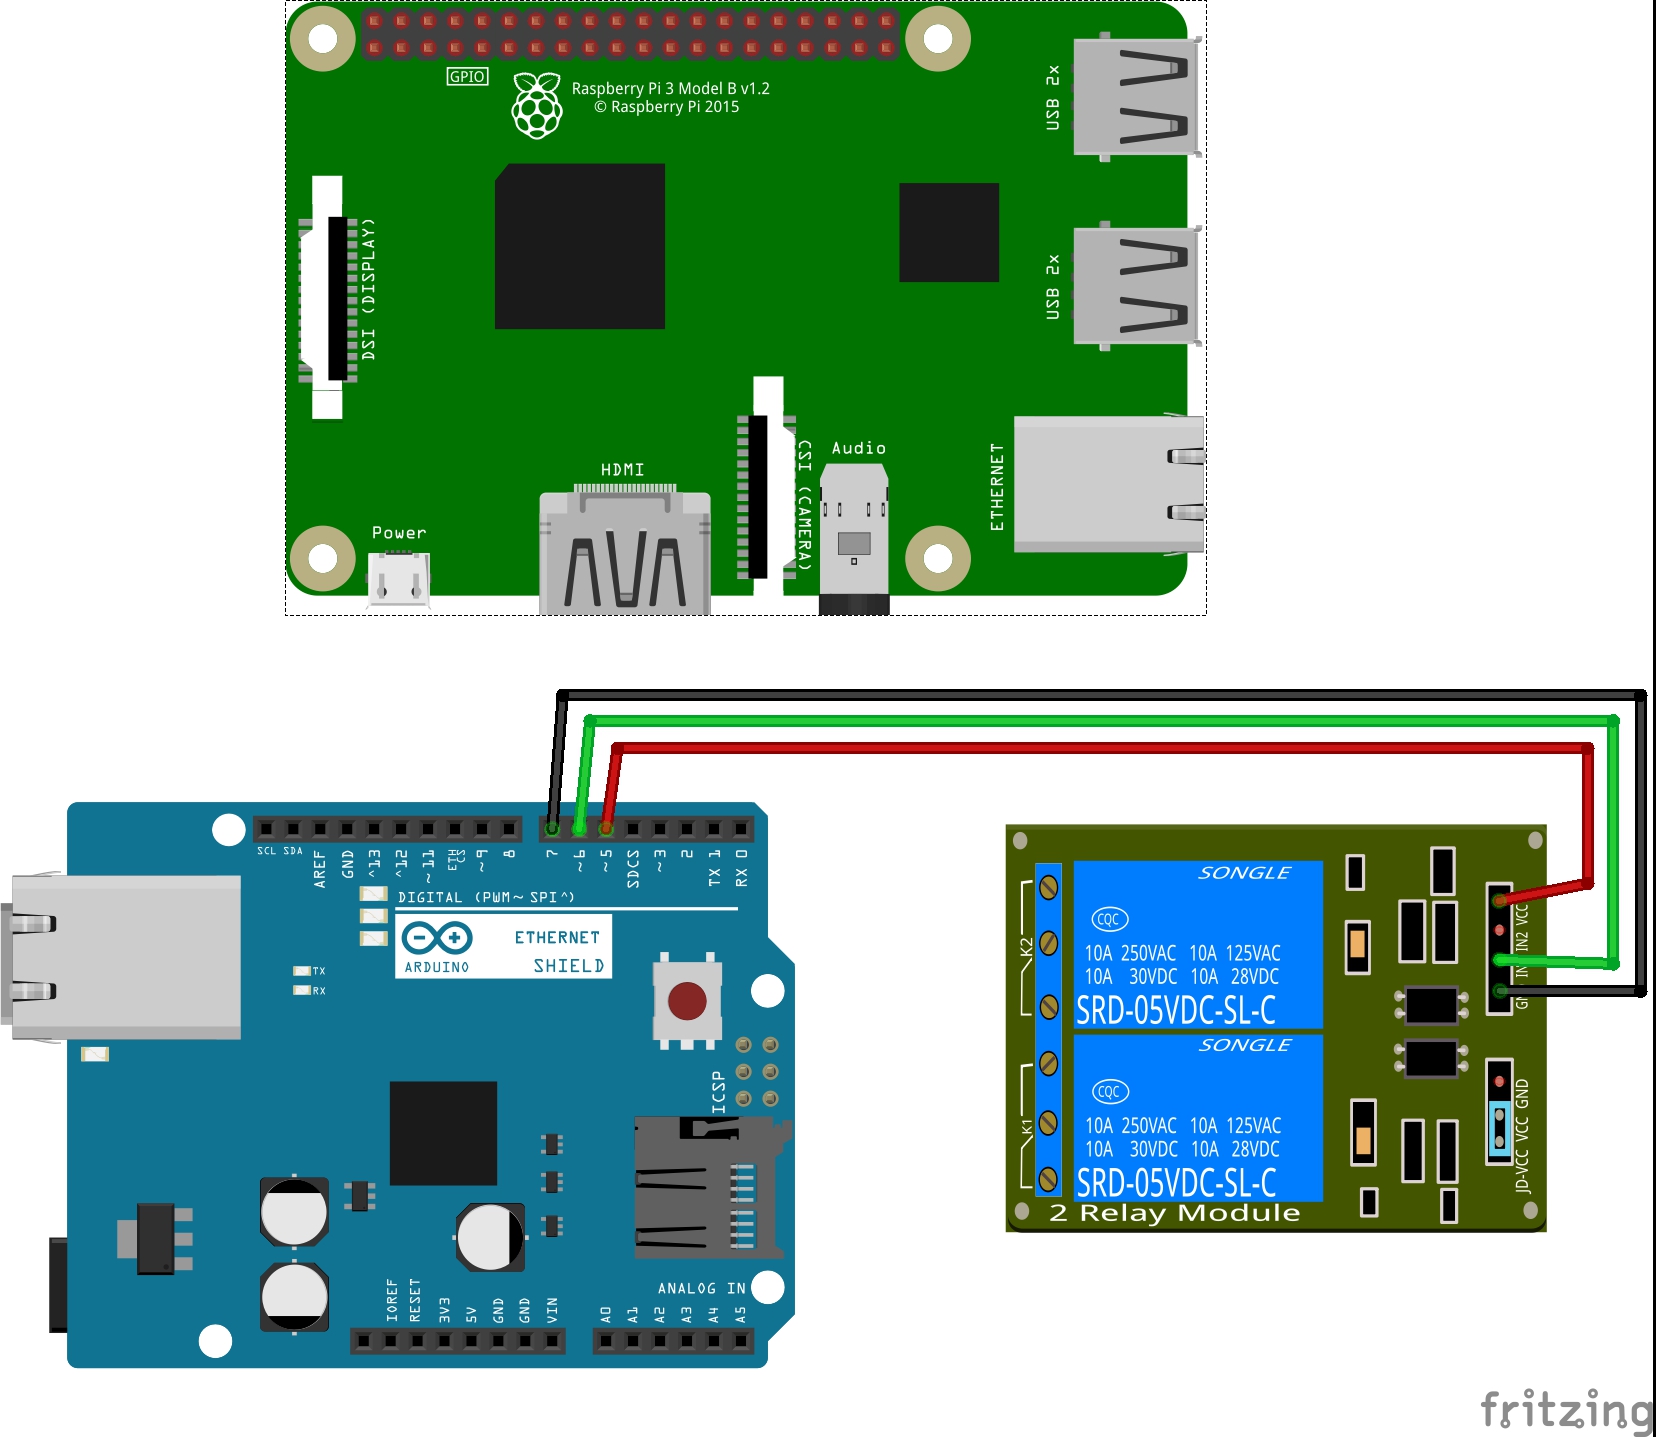 GPIO
Raspberry Pi 3 Model B v1.2
© Raspberry Pi 2015
USB 2x
USB 2x
DSI (DISPLAY)
CSI (CAMERA)
Audio
HDMI
ETHERNET
Power
SCL SDA AREF GND ^13 ^12 ~11 ETH CS ~9 8 7 ~6 ~5 SDCS ~3 2 TX 1 RX 0
DIGITAL (PWM~ SPI^)
ARDUINO
ETHERNET
SHIELD
TX
RX
ICSP
ANALOG IN
IOREF RESET 3V3 5V GND GND VIN A0 A1 A2 A3 A4 A5
SONGLE
CQC
10A 250VAC 10A 125VAC
10A 30VDC 10A 28VDC
SRD-05VDC-SL-C
SONGLE
CQC
10A 250VAC 10A 125VAC
10A 30VDC 10A 28VDC
SRD-05VDC-SL-C
2 Relay Module
K2
K1
IN2 VCC
JD-VCC VCC GND
fritzing